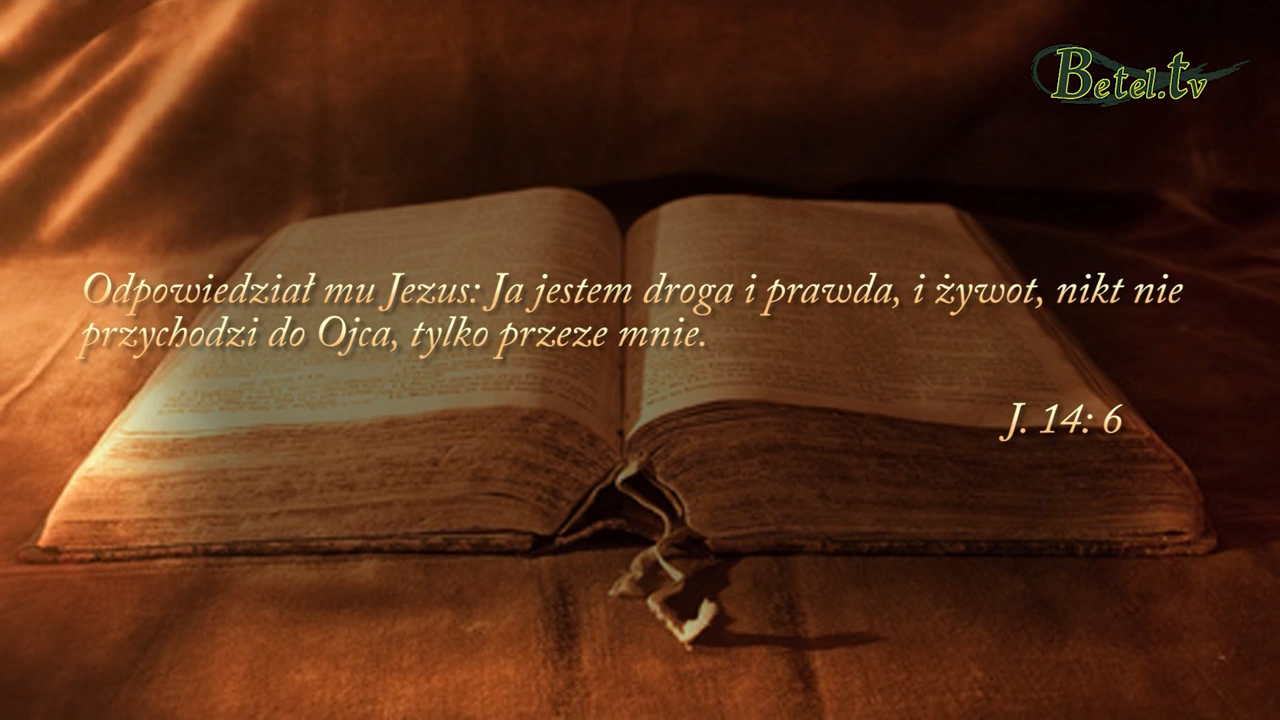 Betel.tv
Odpowiedział mu Jezus: Ja jestem droga i prawda, i żywot, nikt nie
przychodzi do Ojca, tylko przeze mnie.
J. 14: 6